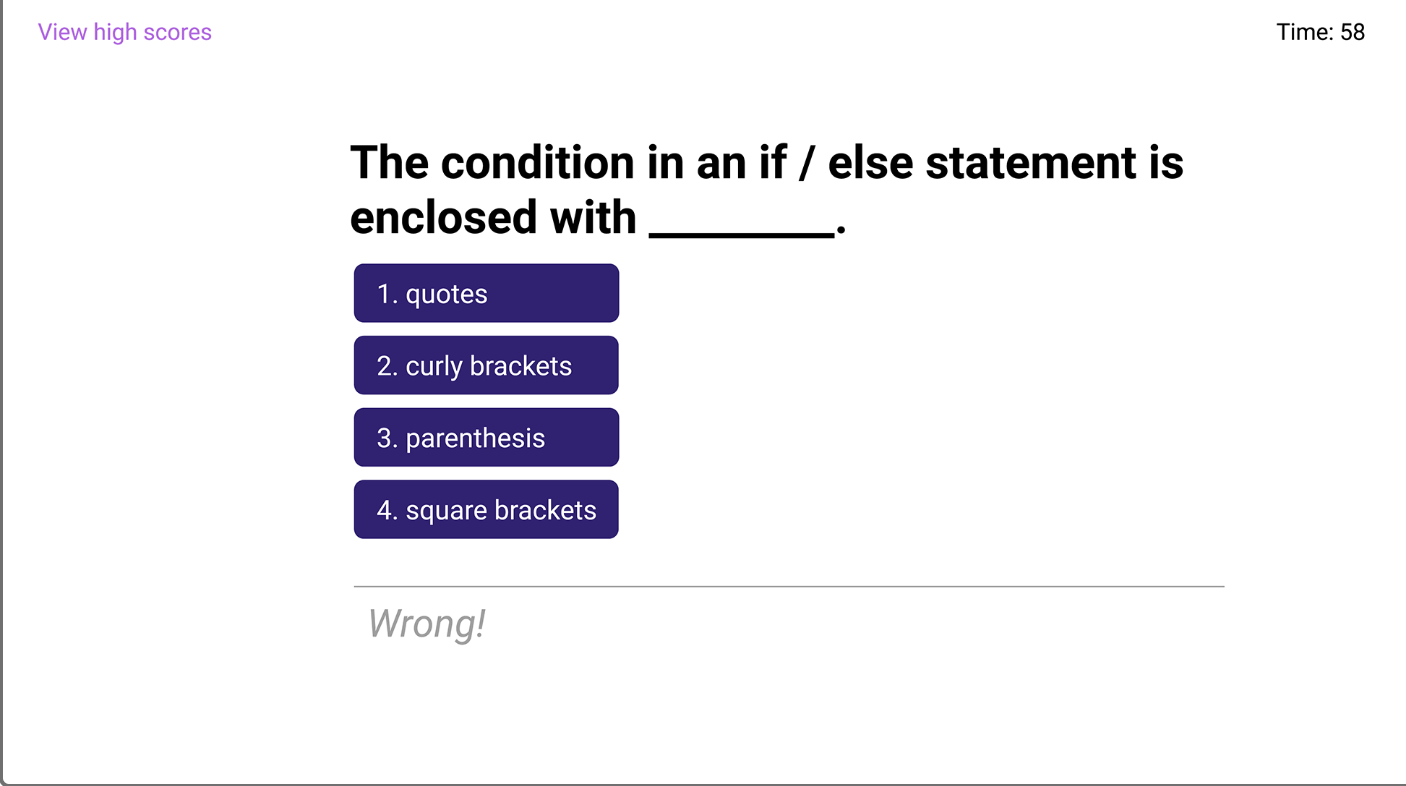 View high scores
Time: 58
The condition in an if / else statement is
enclosed with ________.
1. quotes
2. curly brackets
3. parenthesis
4. square brackets
Wrong!